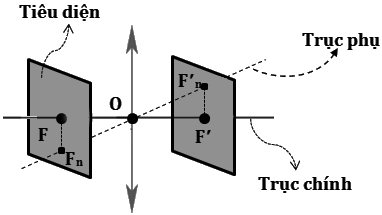 Tiêu diện
Trục phụ
O
F′n
F
F′
Fn
Trục chính